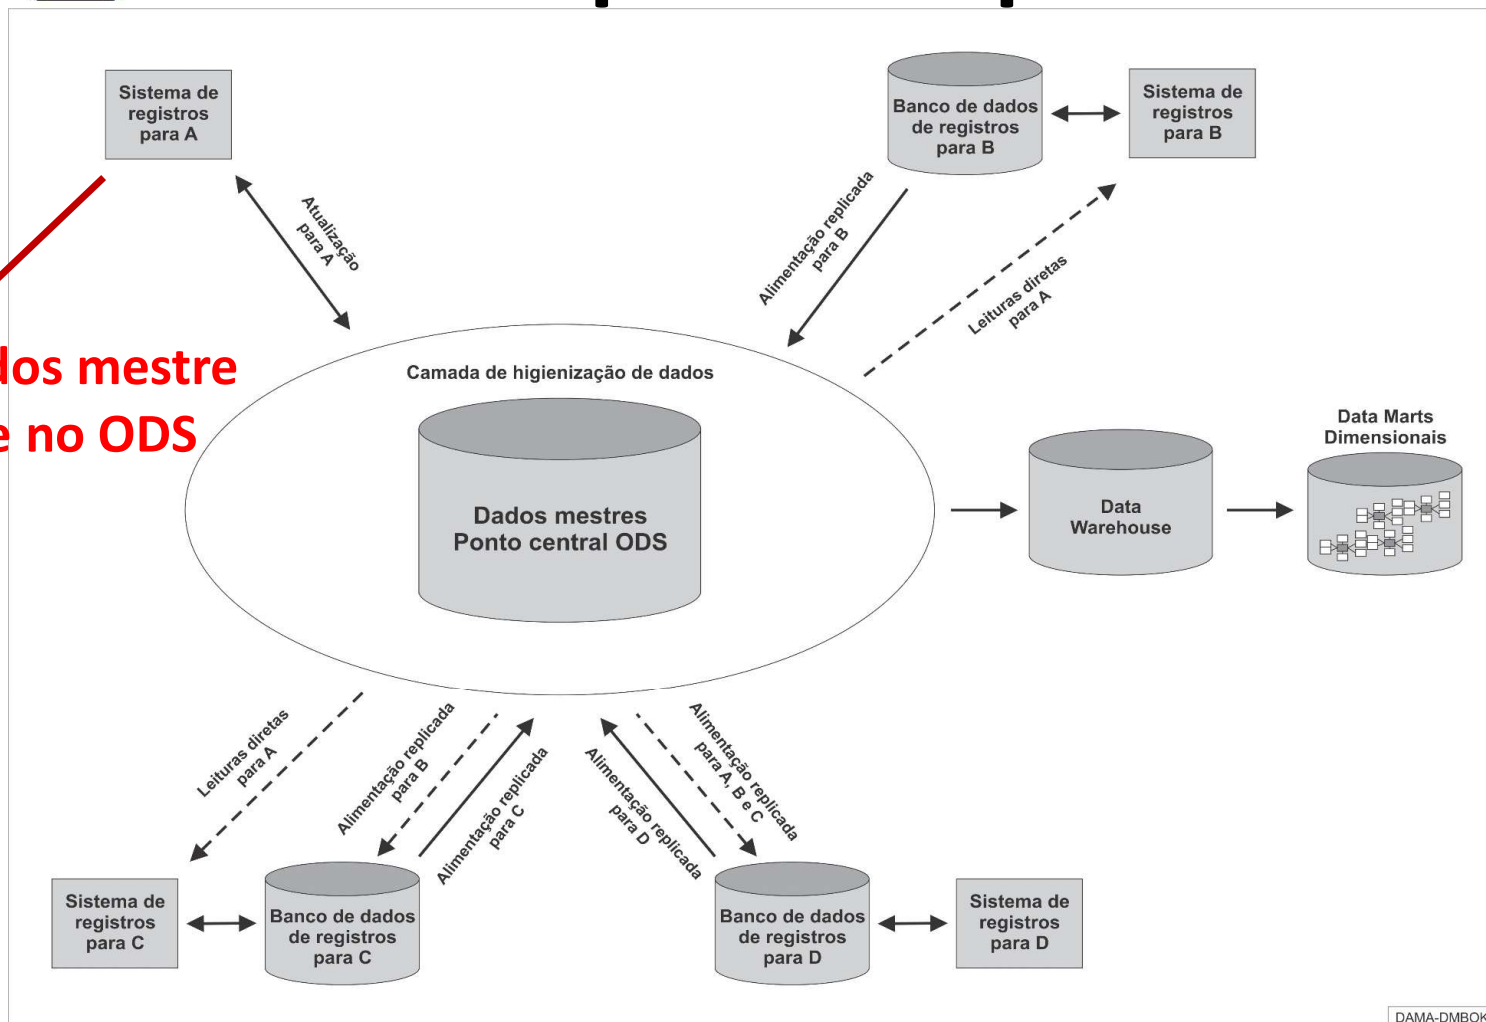 Sistema de
registros
para A
Banco de dados
de registros
para B
Sistema de
registros
para B
Atualização
para A
Alimentação replicada
para B
Leituras diretas
para A
mestre
e no ODS
Camada de higienização de dados
Dados mestres
Ponto central ODS
Data
Warehouse
Data Marts
Dimensionais
Leituras diretas
para A
Alimentação replicada
para B
Alimentação replicada
para C
Alimentação replicada
para D
Alimentação replicada
para A, B e C
Sistema de
registros
para C
Banco de dados
de registros
para C
Banco de dados
de registros
para D
Sistema de
registros
para D
DAMA-DMBOK